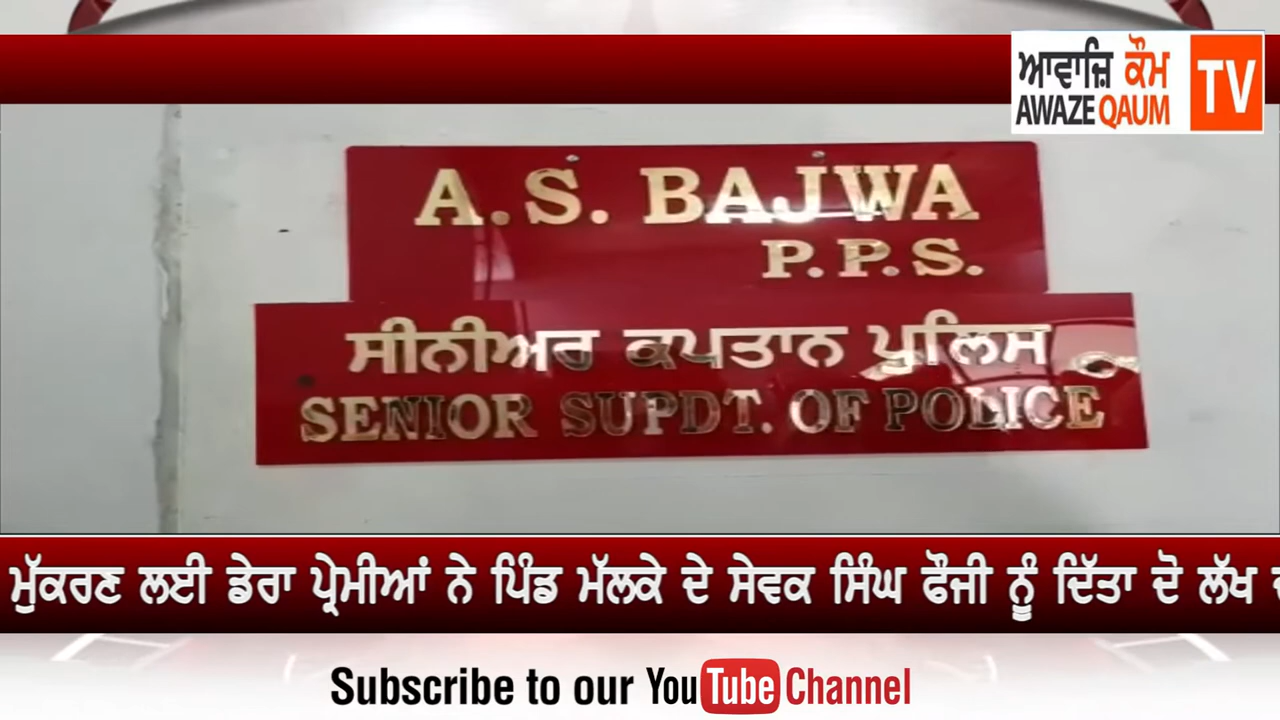 ਆਵਾਜ਼ਿ ਕੌਮ
AWAZE QAUM
TV
A.S. BAJWA
P.P.S.
ਸੀਨੀਅਰ ਕਪਤਾਨ ਪੁਲਿਸ
SENIOR SUPDT. OF POLICE
ਮੁੱਕਰਣ ਲਈ ਡੇਰਾ ਪ੍ਰੇਮੀਆਂ ਨੇ ਪਿੰਡ ਮੱਲਕੇ ਦੇ ਸੇਵਕ ਸਿੰਘ ਫੌਜੀ ਨੂੰ ਦਿੱਤਾ ਦੋ ਲੱਖ
Subscribe to our YouTube Channel